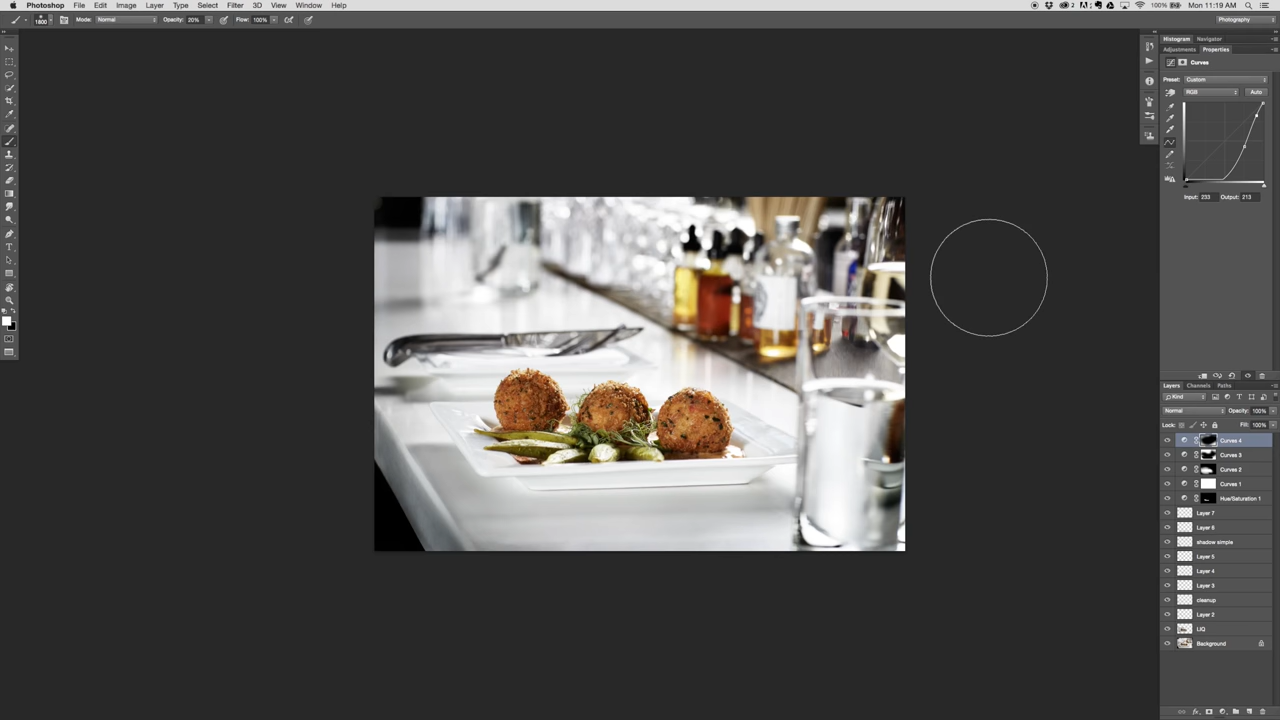 Photoshop File Edit Image Layer Type Select Filter 3D View Window Help 100% Mon 11:19 AM
1800 Mode: Normal Opacity: 20% Flow: 100% Photography
Histogram Navigator
Adjustments Properties
Curves
Preset: Custom
RGB Auto
Input: 233 Output: 213
Layers Channels Paths
Kind
Normal Opacity: 100%
Lock: Fill: 100%
Curves 4
Curves 3
Curves 2
Curves 1
Hue/Saturation 1
Layer 7
Layer 6
shadow simple
Layer 5
Layer 4
Layer 3
cleanup
Layer 2
LIQ
Background